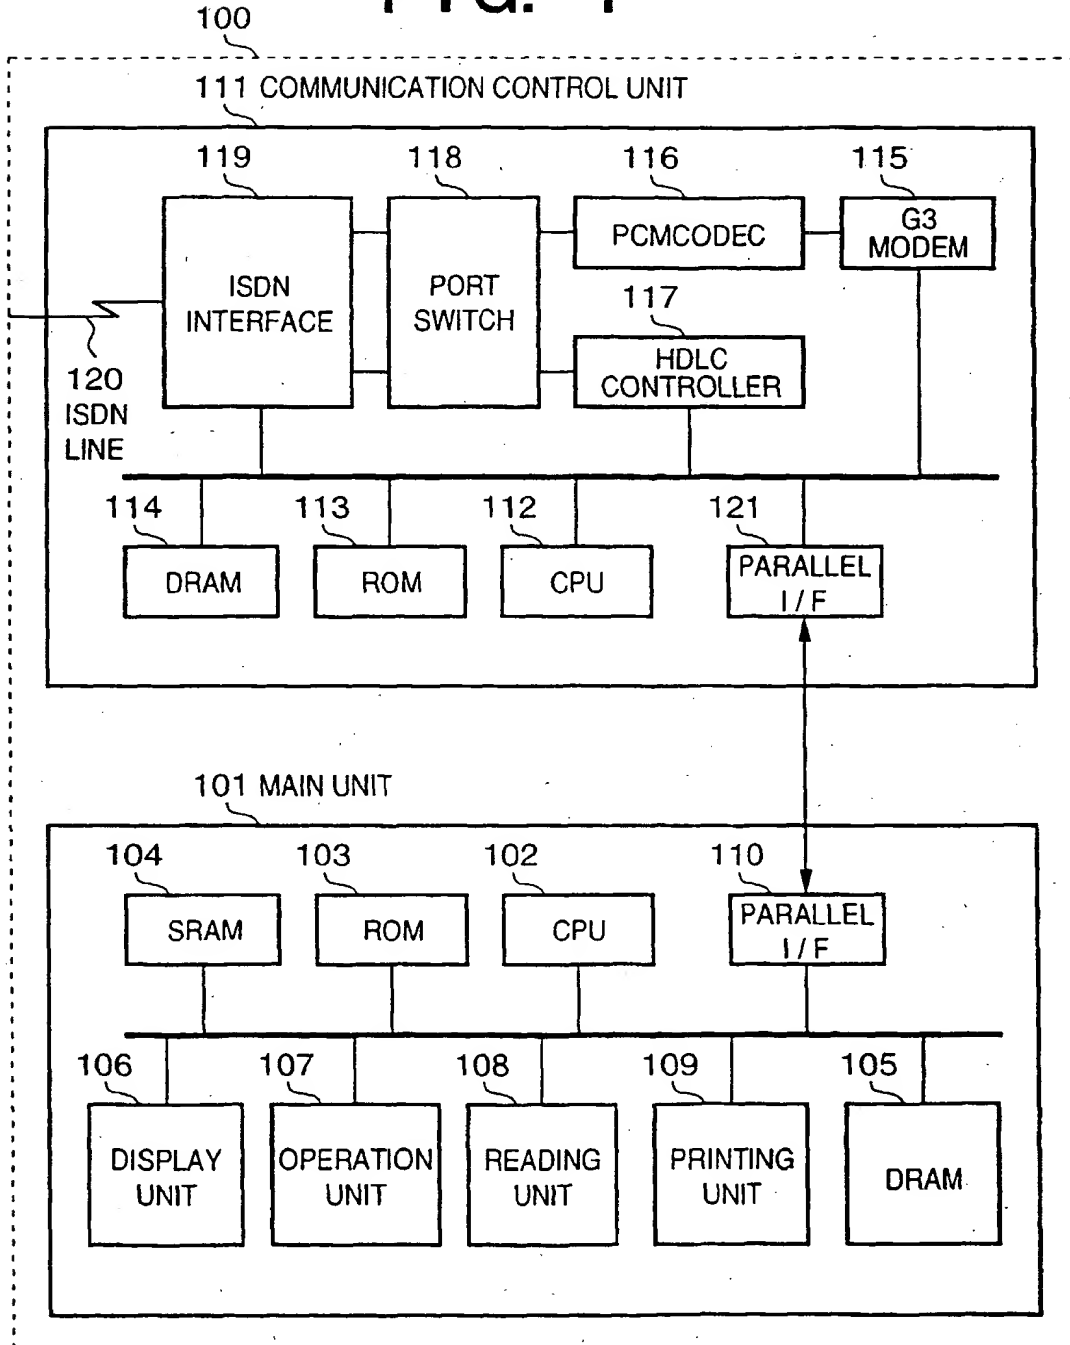 FIG. 1
100
111 COMMUNICATION CONTROL UNIT
119
118
116
115
ISDN
INTERFACE
PORT
SWITCH
PCMCODEC
G3
MODEM
117
HDLC
CONTROLLER
120
ISDN
LINE
114
113
112
121
DRAM
ROM
CPU
PARALLEL
I/F
101 MAIN UNIT
104
103
102
110
SRAM
ROM
CPU
PARALLEL
I/F
106
107
108
109
105
DISPLAY
UNIT
OPERATION
UNIT
READING
UNIT
PRINTING
UNIT
DRAM